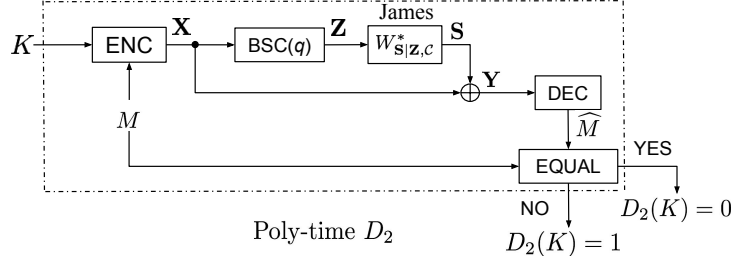 James
K
ENC
X
BSC(q)
Z
W*S|Z,C
S
Y
DEC
M
M̂
EQUAL
YES
NO
D₂(K) = 0
Poly-time D₂
D₂(K) = 1